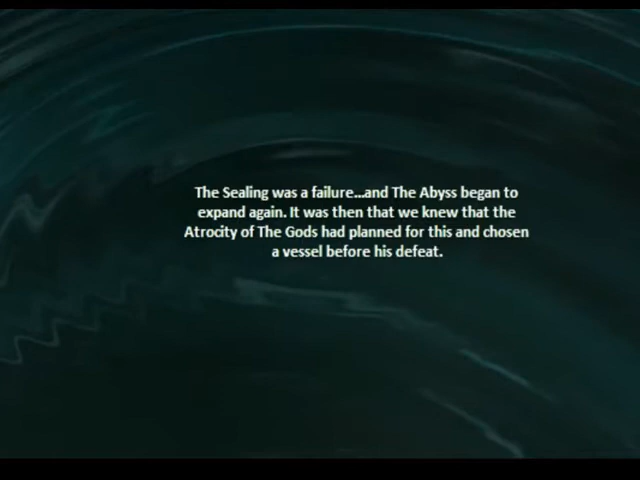 The Sealing was a failure...and The Abyss began to
expand again. It was then that we knew that the
Atrocity of The Gods had planned for this and chosen
a vessel before his defeat.